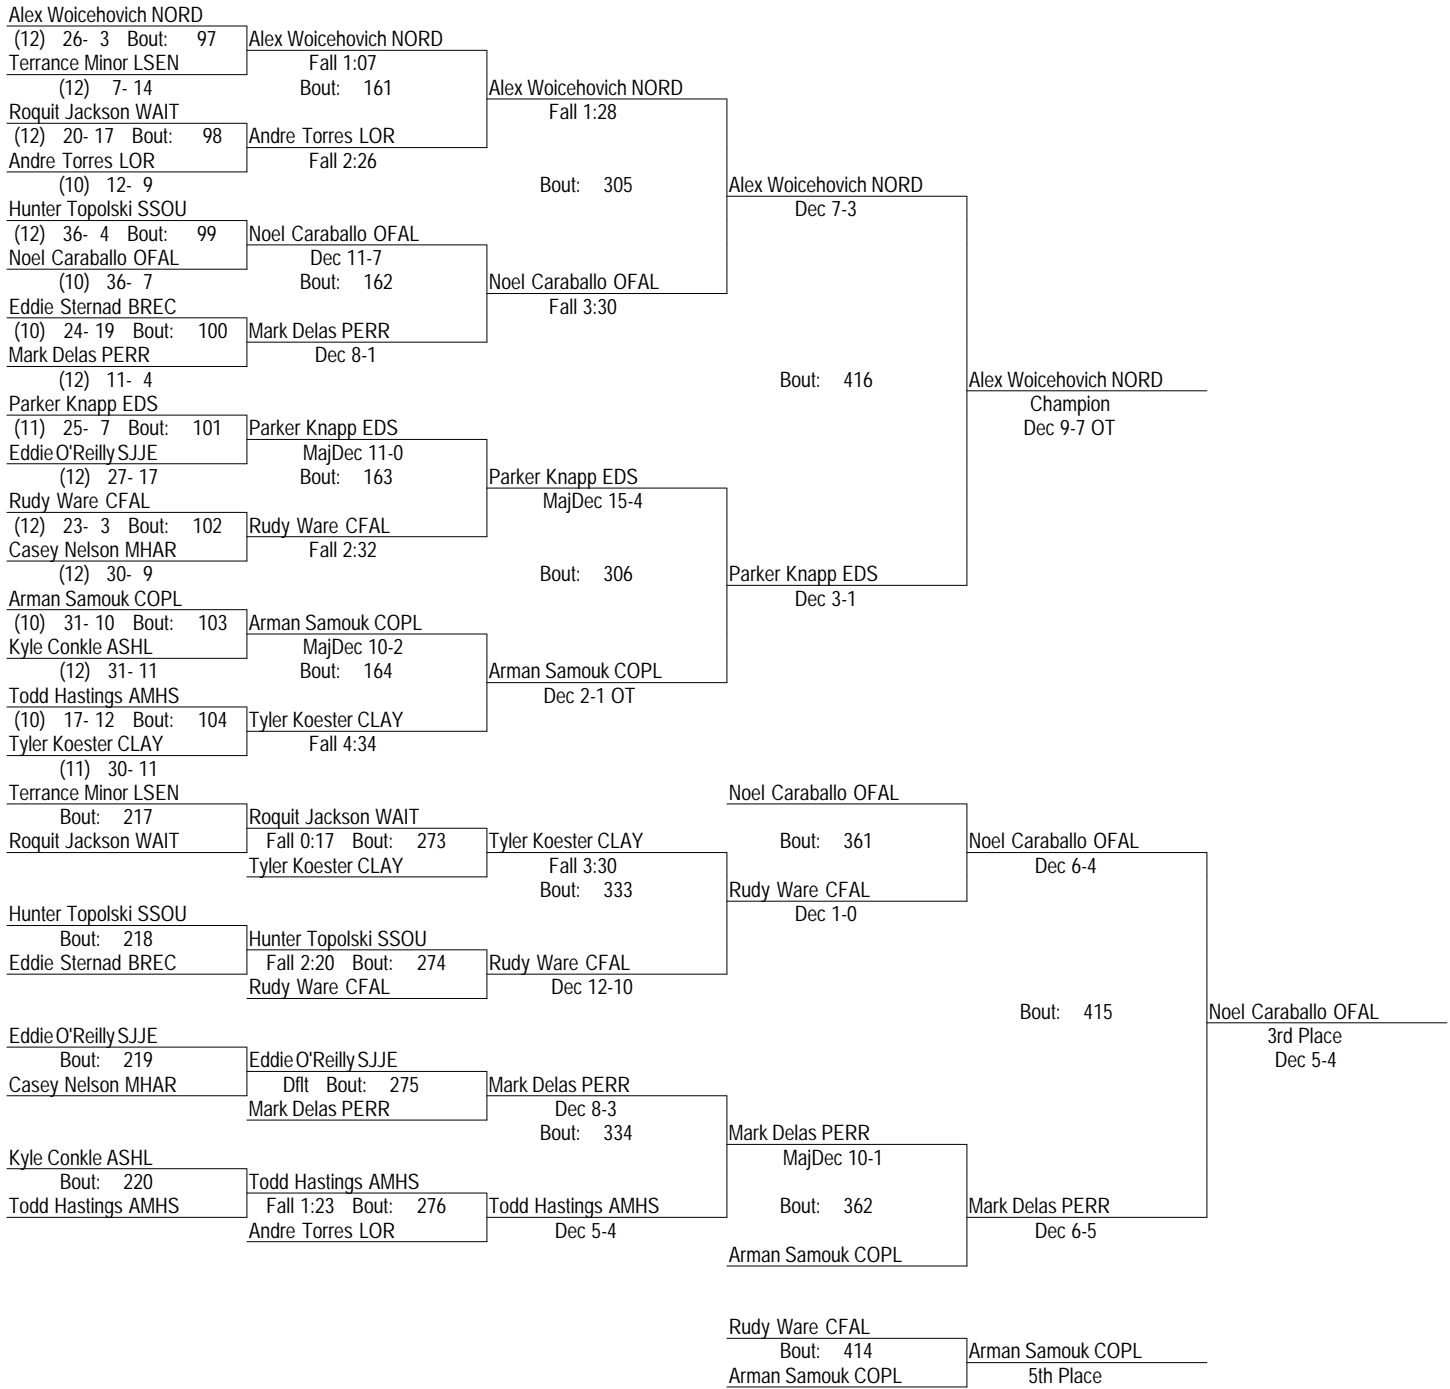 Alex Woicehovich NORD
(12) 26- 3 Bout: 97 Alex Woicehovich NORD
Terrance Minor LSEN Fall 1:07
(12) 7- 14 Bout: 161 Alex Woicehovich NORD
Roquit Jackson WAIT Fall 1:28
(12) 20- 17 Bout: 98 Andre Torres LOR
Andre Torres LOR Fall 2:26
(10) 12- 9 Bout: 305 Alex Woicehovich NORD
Hunter Topolski SSOU Dec 7-3
(12) 36- 4 Bout: 99 Noel Caraballo OFAL
Noel Caraballo OFAL Dec 11-7
(10) 36- 7 Bout: 162 Noel Caraballo OFAL
Eddie Sternad BREC Fall 3:30
(10) 24- 19 Bout: 100 Mark Delas PERR
Mark Delas PERR Dec 8-1
(12) 11- 4 Bout: 416 Alex Woicehovich NORD
Parker Knapp EDS Champion
(11) 25- 7 Bout: 101 Parker Knapp EDS Dec 9-7 OT
Eddie O'Reilly SJJE MajDec 11-0
(12) 27- 17 Bout: 163 Parker Knapp EDS
Rudy Ware CFAL MajDec 15-4
(12) 23- 3 Bout: 102 Rudy Ware CFAL
Casey Nelson MHAR Fall 2:32
(12) 30- 9 Bout: 306 Parker Knapp EDS
Arman Samouk COPL Dec 3-1
(10) 31- 10 Bout: 103 Arman Samouk COPL
Kyle Conkle ASHL MajDec 10-2
(12) 31- 11 Bout: 164 Arman Samouk COPL
Todd Hastings AMHS Dec 2-1 OT
(10) 17- 12 Bout: 104 Tyler Koester CLAY
Tyler Koester CLAY Fall 4:34
(11) 30- 11
Terrance Minor LSEN Noel Caraballo OFAL
Bout: 217 Roquit Jackson WAIT
Roquit Jackson WAIT Fall 0:17 Bout: 273 Tyler Koester CLAY Bout: 361 Noel Caraballo OFAL
Tyler Koester CLAY Fall 3:30 Dec 6-4
Bout: 333 Rudy Ware CFAL
Hunter Topolski SSOU Dec 1-0
Bout: 218 Hunter Topolski SSOU
Eddie Sternad BREC Fall 2:20 Bout: 274 Rudy Ware CFAL
Rudy Ware CFAL Dec 12-10
Bout: 415 Noel Caraballo OFAL
Eddie O'Reilly SJJE 3rd Place
Bout: 219 Eddie O'Reilly SJJE Dec 5-4
Casey Nelson MHAR Dflt Bout: 275 Mark Delas PERR
Mark Delas PERR Dec 8-3
Bout: 334 Mark Delas PERR
Kyle Conkle ASHL MajDec 10-1
Bout: 220 Todd Hastings AMHS
Todd Hastings AMHS Fall 1:23 Bout: 276 Todd Hastings AMHS Bout: 362 Mark Delas PERR
Andre Torres LOR Dec 5-4 Dec 6-5
Arman Samouk COPL
Rudy Ware CFAL
Bout: 414 Arman Samouk COPL
Arman Samouk COPL 5th Place